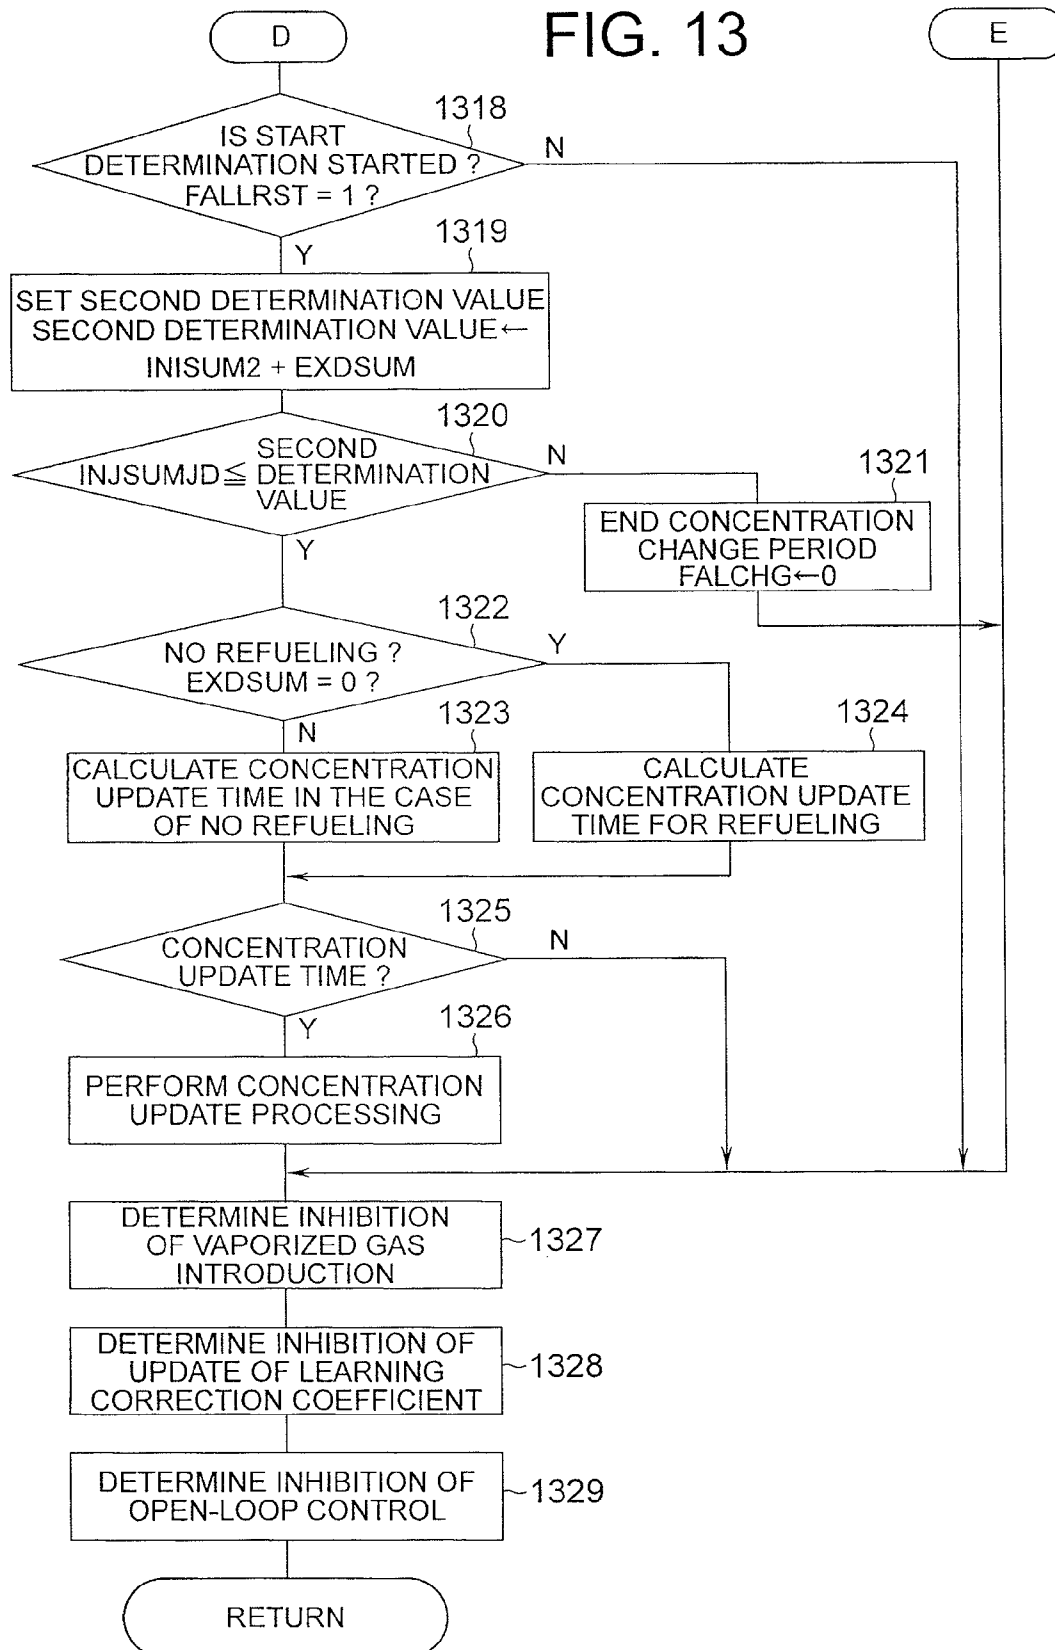 FIG. 13
D
E
1318
IS START
DETERMINATION STARTED ?
FALLRST = 1 ?
N
Y
1319
SET SECOND DETERMINATION VALUE
SECOND DETERMINATION VALUE←
INISUM2 + EXDSUM
1320
INJSUMJD ≦ SECOND
DETERMINATION
VALUE
N
Y
1321
END CONCENTRATION
CHANGE PERIOD
FALCHG←0
1322
NO REFUELING ?
EXDSUM = 0 ?
Y
N
1323
CALCULATE CONCENTRATION
UPDATE TIME IN THE CASE
OF NO REFUELING
1324
CALCULATE
CONCENTRATION UPDATE
TIME FOR REFUELING
1325
CONCENTRATION
UPDATE TIME ?
N
Y
1326
PERFORM CONCENTRATION
UPDATE PROCESSING
DETERMINE INHIBITION
OF VAPORIZED GAS
INTRODUCTION
1327
DETERMINE INHIBITION OF
UPDATE OF LEARNING
CORRECTION COEFFICIENT
1328
DETERMINE INHIBITION OF
OPEN-LOOP CONTROL
1329
RETURN